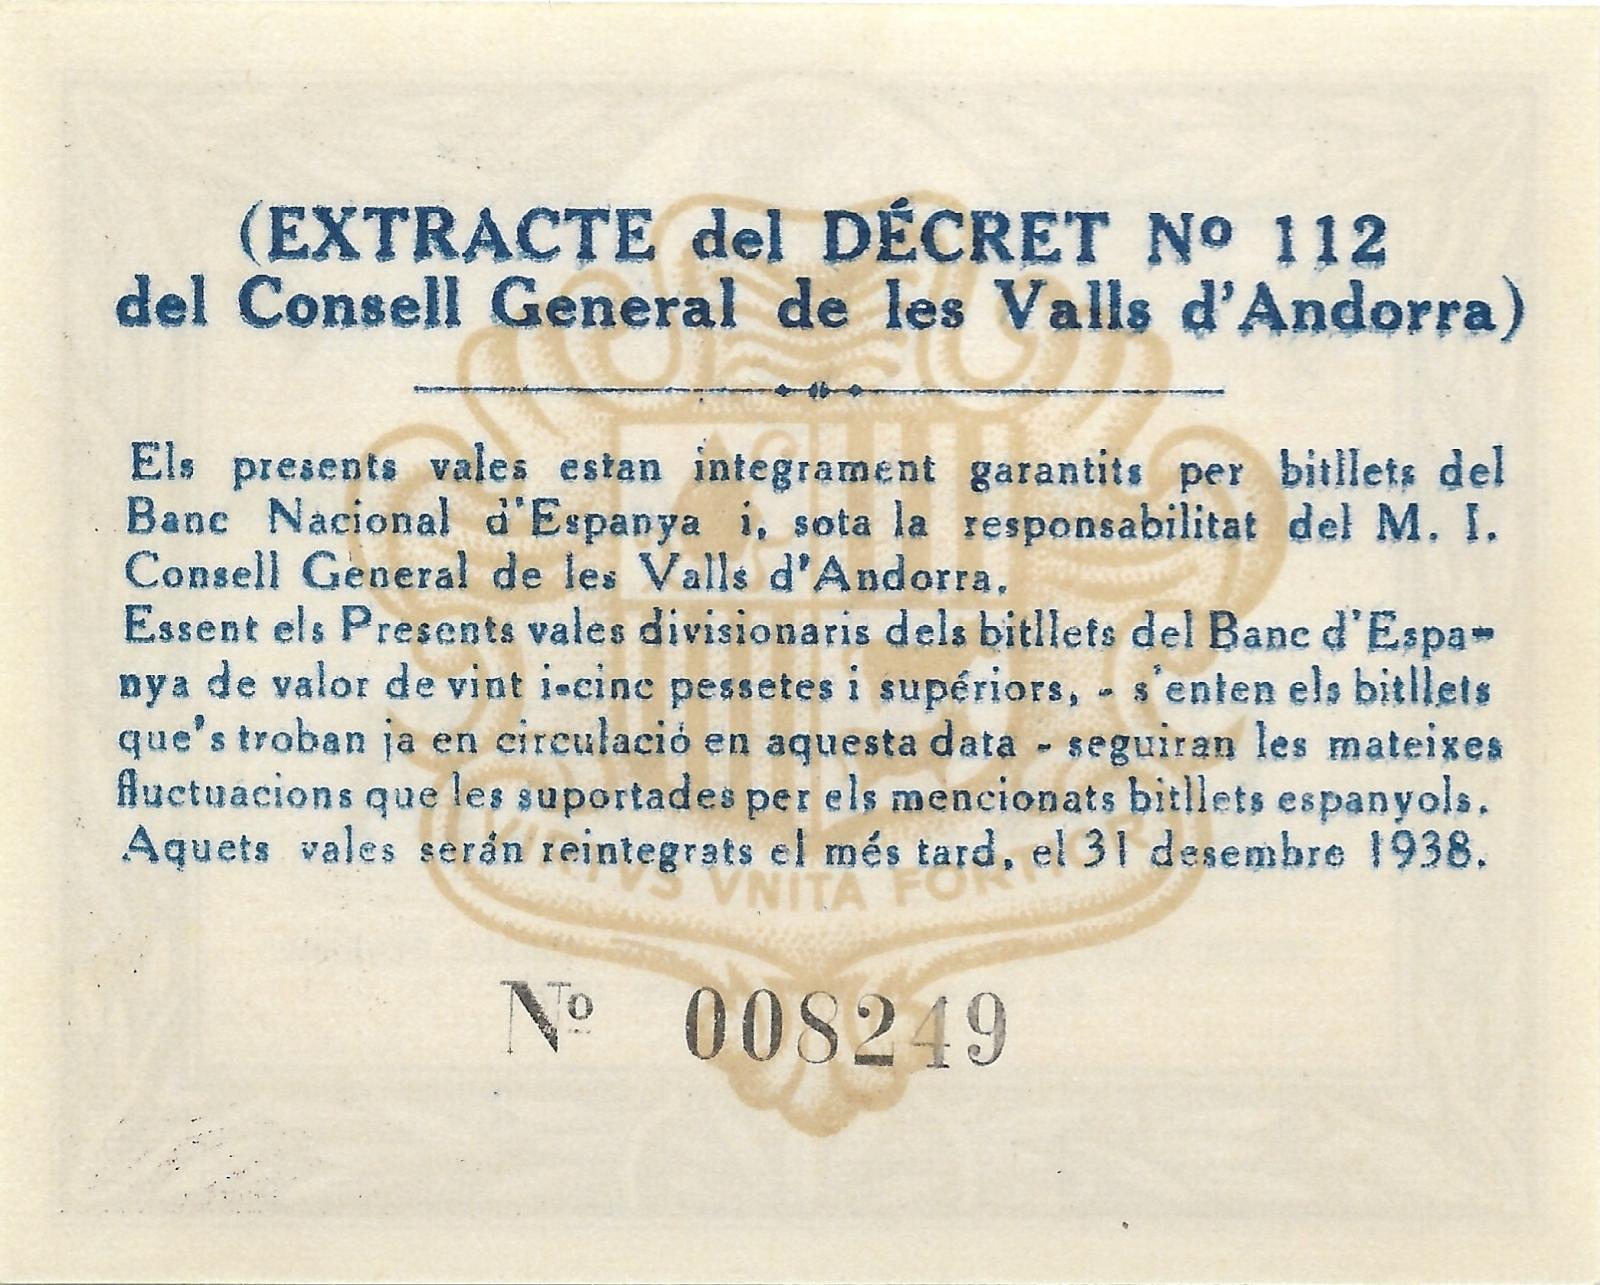 (EXTRACTE del DÉCRET Nº 112
del Consell General de les Valls d'Andorra)
Els presents vales estan integrament garantits per bitllets del
Banc Nacional d'Espanya i, sota la responsabilitat del M. I.
Consell General de les Valls d'Andorra.
Essent els Presents vales divisionaris dels bitllets del Banc d'Espa-
nya de valor de vint i-cinc pessetes i supériors, - s'enten els bitllets
que's troban ja en circulació en aquesta data - seguiran les mateixes
fluctuacions que les suportades per els mencionats bitllets espanyols.
Aquets vales serán reintegrats el més tard, el 31 desembre 1938.
VIRTVS VNITA FORTIOR
Nº 008249